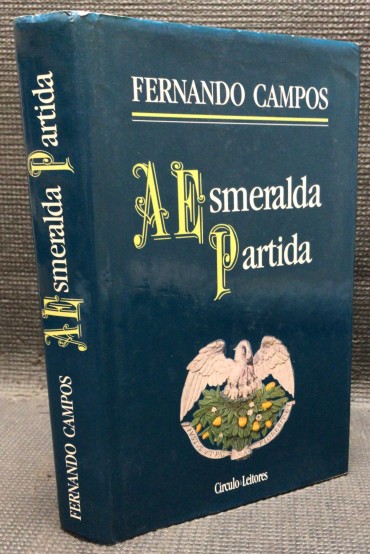 FERNANDO CAMPOS
A Esmeralda
Partida
Círculo Leitores
FERNANDO CAMPOS A Esmeralda Partida